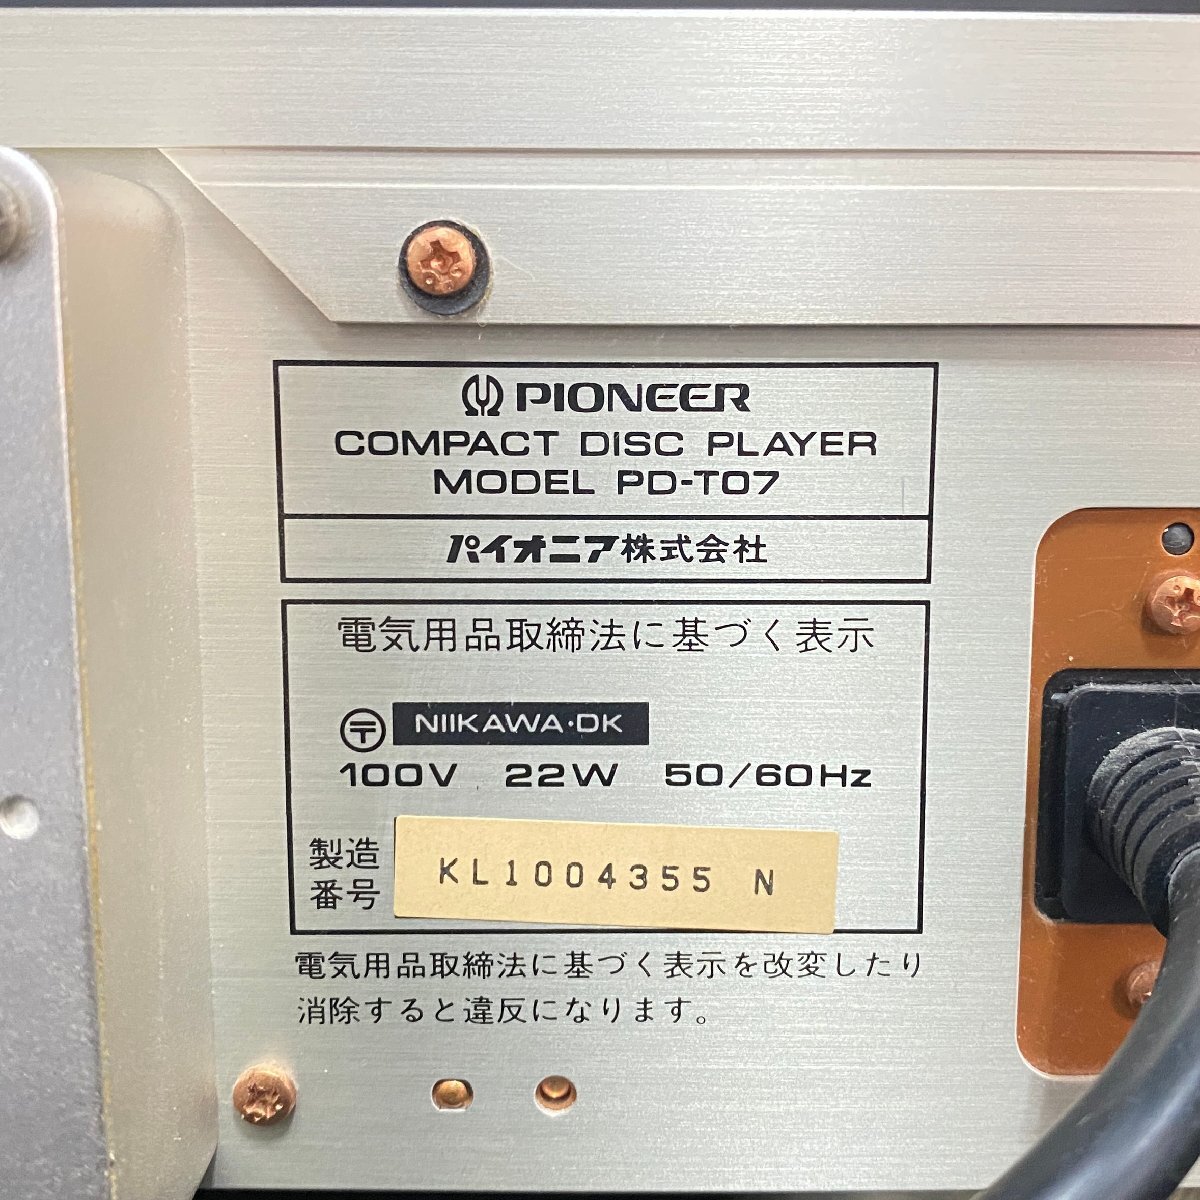 PIONEER
COMPACT DISC PLAYER
MODEL PD-T07
パイオニア株式会社
電気用品取締法に基づく表示
〒 NIIKAWA・DK
100V 22W 50/60Hz
製造番号 KL1004355 N
電気用品取締法に基づく表示を改変したり
消除すると違反になります。